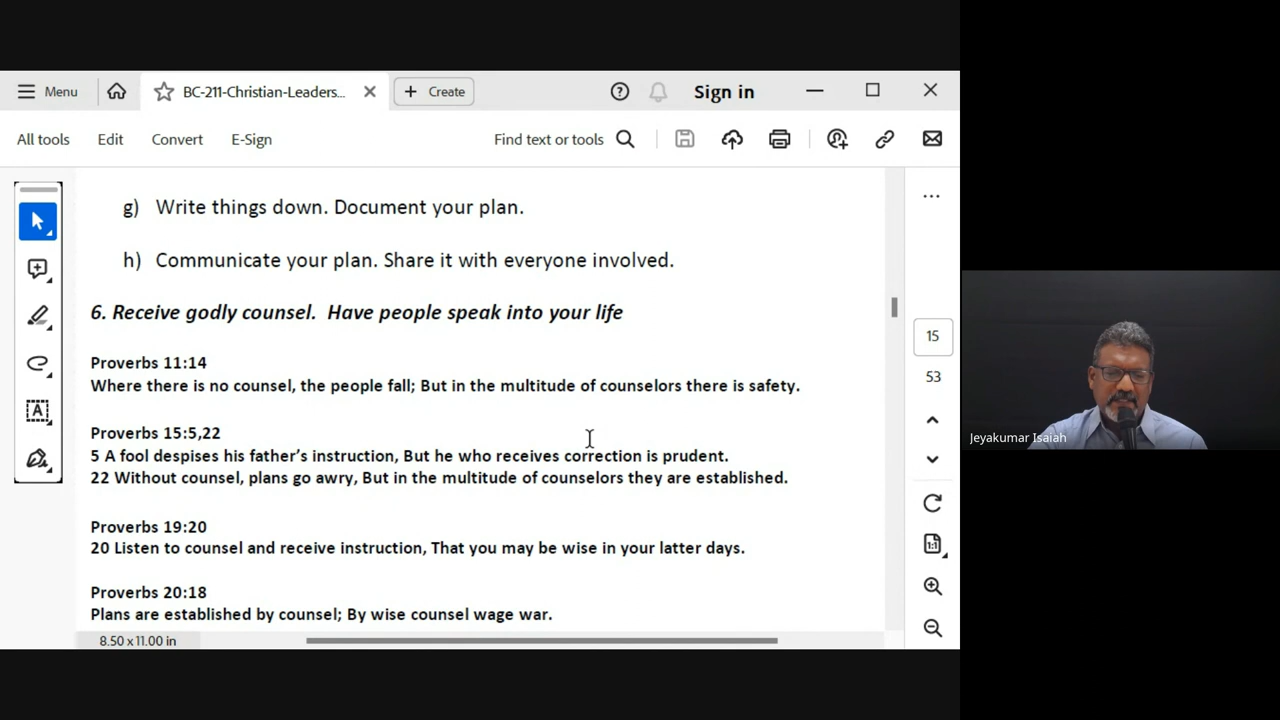 Menu
BC-211-Christian-Leaders...
Create
Sign in
All tools
Edit
Convert
E-Sign
Find text or tools
g) Write things down. Document your plan.
h) Communicate your plan. Share it with everyone involved.
6. Receive godly counsel. Have people speak into your life
Proverbs 11:14
Where there is no counsel, the people fall; But in the multitude of counselors there is safety.
Proverbs 15:5,22
5 A fool despises his father’s instruction, But he who receives correction is prudent.
22 Without counsel, plans go awry, But in the multitude of counselors they are established.
Proverbs 19:20
20 Listen to counsel and receive instruction, That you may be wise in your latter days.
Proverbs 20:18
Plans are established by counsel; By wise counsel wage war.
8.50 x 11.00 in
15
53
1:1
Jeyakumar Isaiah